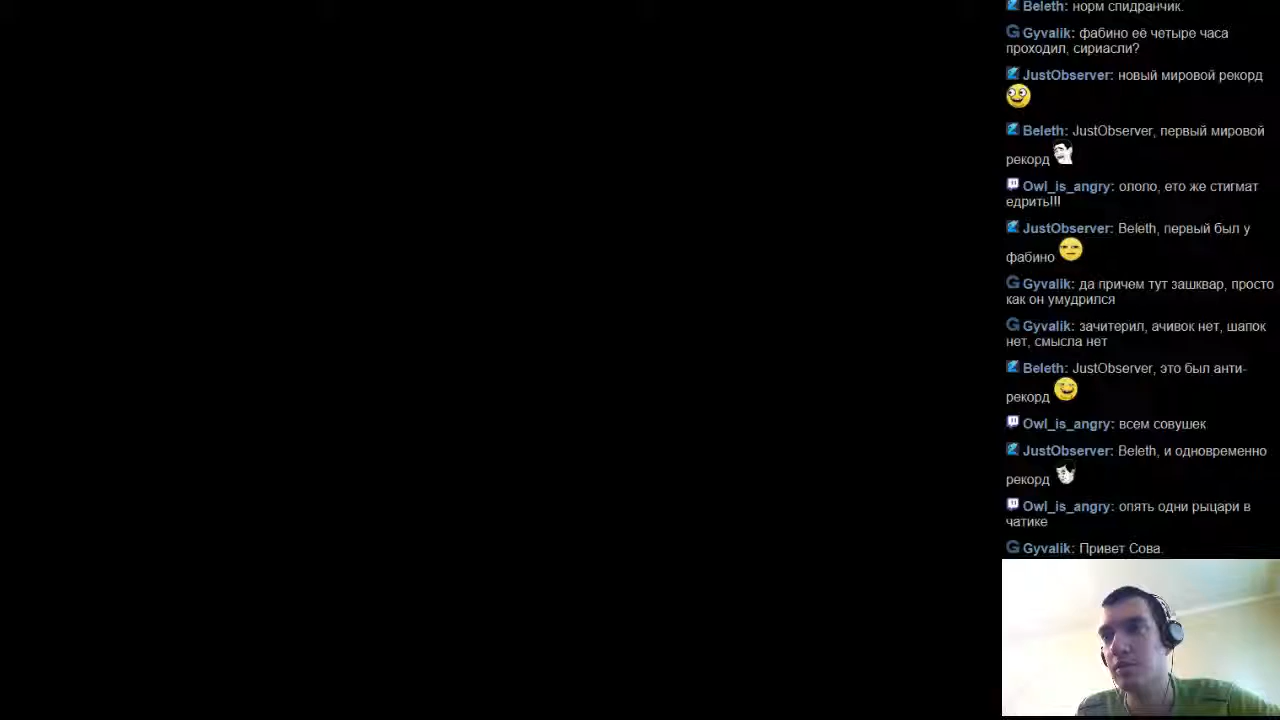 Beleth: норм спидранчик.
Gyvalik: фабино её четыре часа
проходил, сириасли?
JustObserver: новый мировой рекорд
Beleth: JustObserver, первый мировой
рекорд
Owl_is_angry: ололо, ето же стигмат
едрить!!!
JustObserver: Beleth, первый был у
фабино
Gyvalik: да причем тут зашквар, просто
как он умудрился
Gyvalik: зачитерил, ачивок нет, шапок
нет, смысла нет
Beleth: JustObserver, это был анти-
рекорд
Owl_is_angry: всем совушек
JustObserver: Beleth, и одновременно
рекорд
Owl_is_angry: опять одни рыцари в
чатике
Gyvalik: Привет Сова.